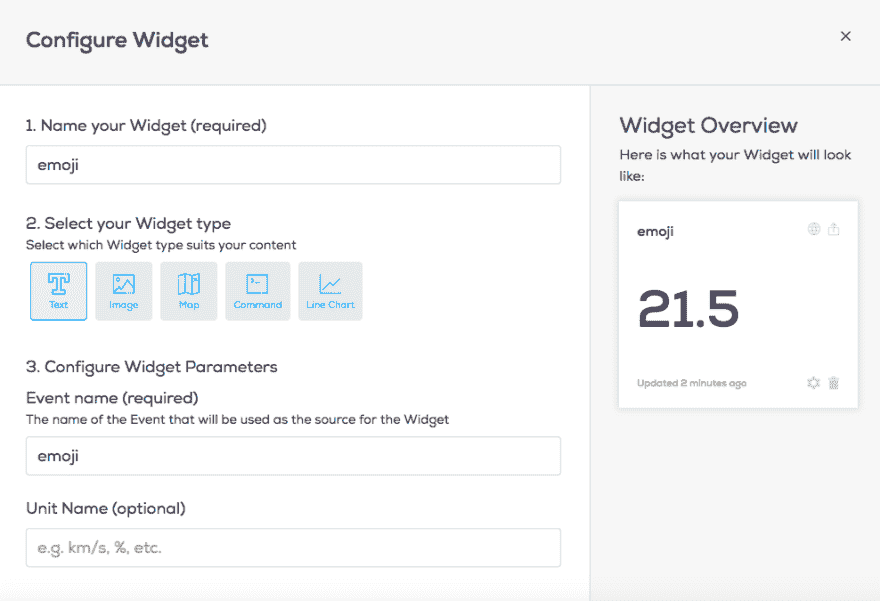 Configure Widget
1. Name your Widget (required)
emoji
2. Select your Widget type
Select which Widget type suits your content
Text
Image
Map
Command
Line Chart
3. Configure Widget Parameters
Event name (required)
The name of the Event that will be used as the source for the Widget
emoji
Unit Name (optional)
e.g. km/s, %, etc.
Widget Overview
Here is what your Widget will look
like:
emoji
21.5
Updated 2 minutes ago